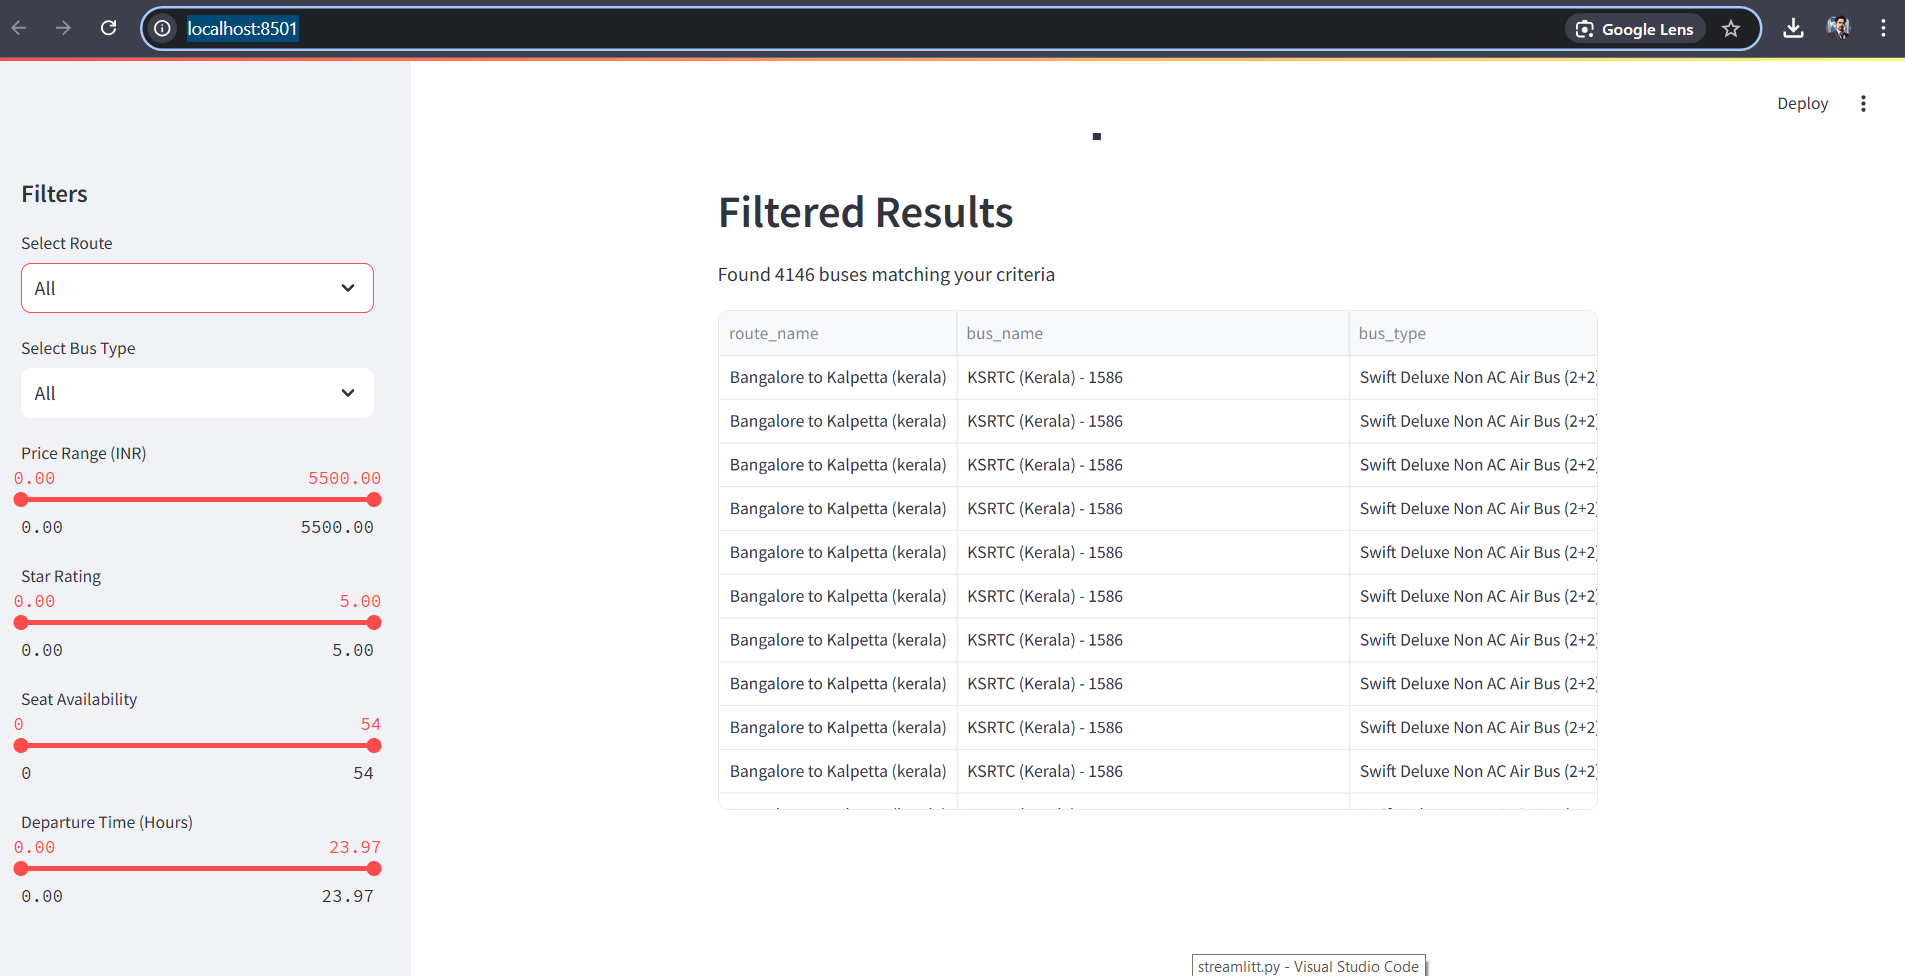 localhost:8501
Google Lens
Deploy
Filters
Select Route
All
Select Bus Type
All
Price Range (INR)
0.00 5500.00
0.00 5500.00
Star Rating
0.00 5.00
0.00 5.00
Seat Availability
0 54
0 54
Departure Time (Hours)
0.00 23.97
0.00 23.97
Filtered Results
Found 4146 buses matching your criteria
route_name bus_name bus_type
Bangalore to Kalpetta (kerala) KSRTC (Kerala) - 1586 Swift Deluxe Non AC Air Bus (2+2)
Bangalore to Kalpetta (kerala) KSRTC (Kerala) - 1586 Swift Deluxe Non AC Air Bus (2+2)
Bangalore to Kalpetta (kerala) KSRTC (Kerala) - 1586 Swift Deluxe Non AC Air Bus (2+2)
Bangalore to Kalpetta (kerala) KSRTC (Kerala) - 1586 Swift Deluxe Non AC Air Bus (2+2)
Bangalore to Kalpetta (kerala) KSRTC (Kerala) - 1586 Swift Deluxe Non AC Air Bus (2+2)
Bangalore to Kalpetta (kerala) KSRTC (Kerala) - 1586 Swift Deluxe Non AC Air Bus (2+2)
Bangalore to Kalpetta (kerala) KSRTC (Kerala) - 1586 Swift Deluxe Non AC Air Bus (2+2)
Bangalore to Kalpetta (kerala) KSRTC (Kerala) - 1586 Swift Deluxe Non AC Air Bus (2+2)
Bangalore to Kalpetta (kerala) KSRTC (Kerala) - 1586 Swift Deluxe Non AC Air Bus (2+2)
Bangalore to Kalpetta (kerala) KSRTC (Kerala) - 1586 Swift Deluxe Non AC Air Bus (2+2)
streamlitt.py - Visual Studio Code